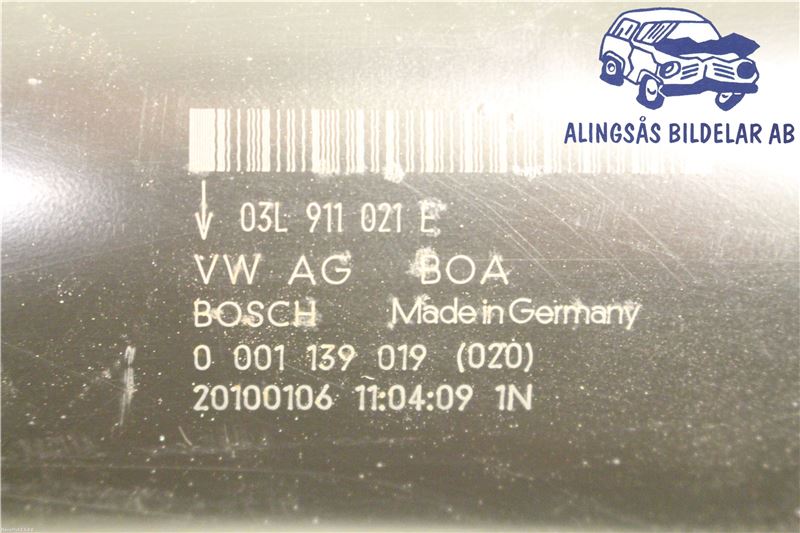 ALINGSÅS BILDELAR AB
03L 911 021 E
VW AG BOA
BOSCH Made in Germany
0 001 139 019 (020)
20100106 11:04:09 1N